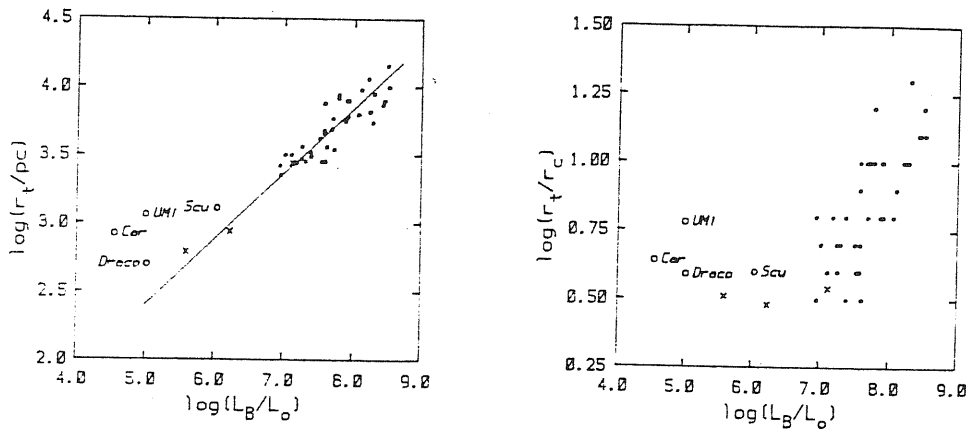 4.5
4.0
3.5
3.0
2.5
2.0
4.0 5.0 6.0 7.0 8.0 9.0
log(r_t/pc)
log(L_B/L_o)
UMI
Scu
Car
Draco
1.50
1.25
1.00
0.75
0.50
0.25
4.0 5.0 6.0 7.0 8.0 9.0
log(r_t/r_c)
log(L_B/L_o)
UMI
Car
Draco
Scu